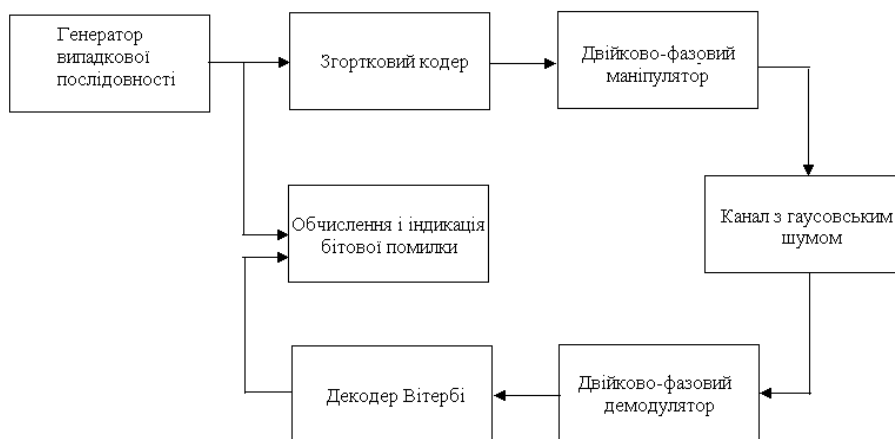 Генератор
випадкової
послідовності
Згортковий кодер
Двійково-фазовий
маніпулятор
Обчислення і індикація
бітової помилки
Канал з гаусовським
шумом
Декодер Вітербі
Двійково-фазовий
демодулятор